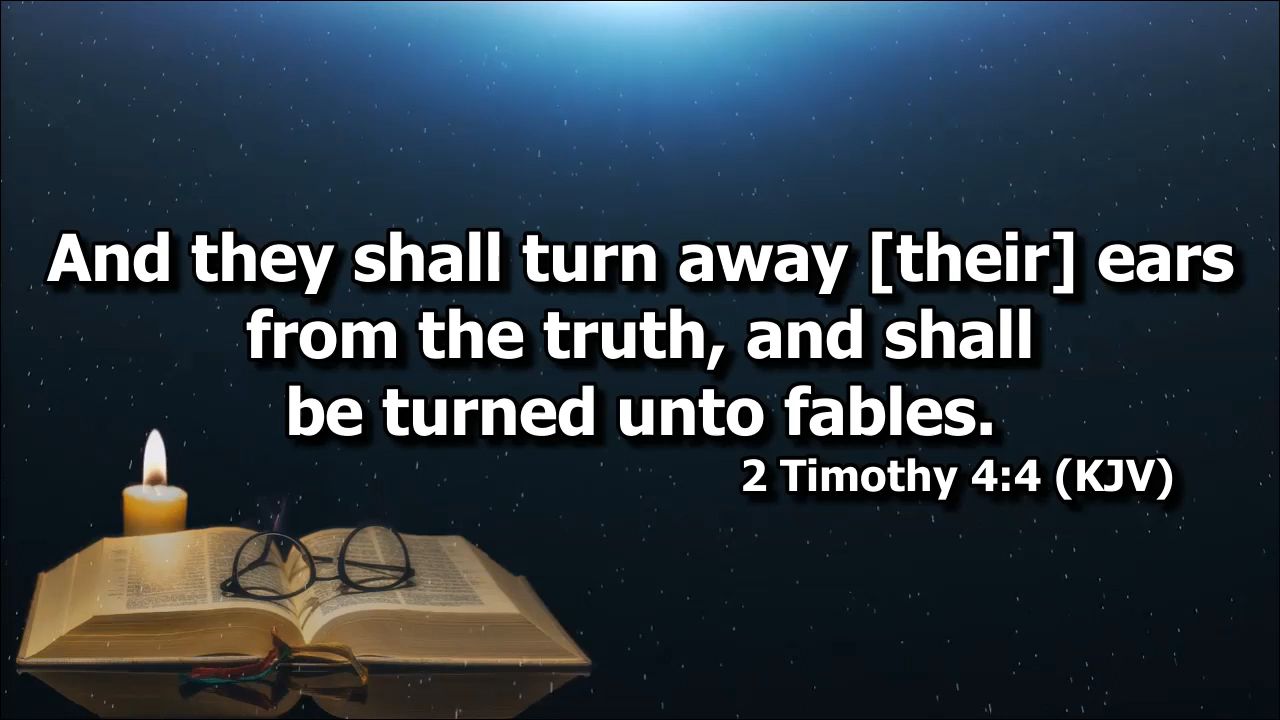 And they shall turn away [their] ears
from the truth, and shall
be turned unto fables.
2 Timothy 4:4 (KJV)